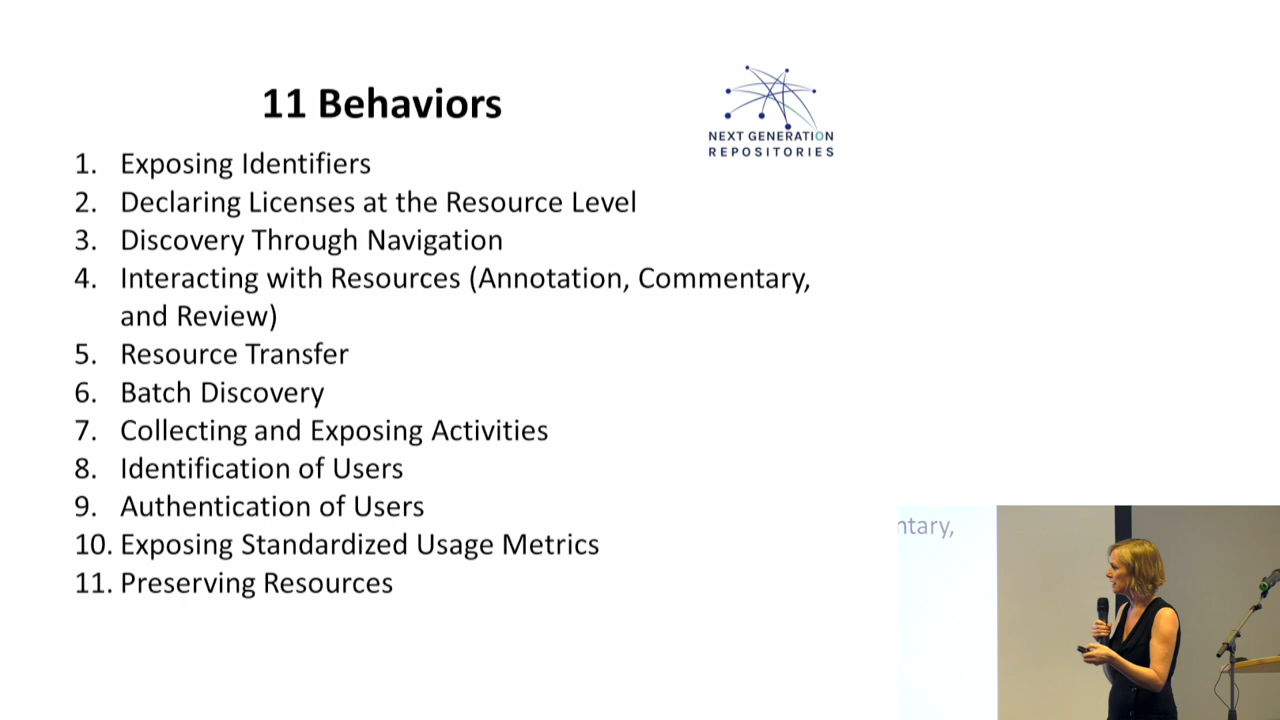 11 Behaviors
NEXT GENERATION
REPOSITORIES
1. Exposing Identifiers
2. Declaring Licenses at the Resource Level
3. Discovery Through Navigation
4. Interacting with Resources (Annotation, Commentary,
and Review)
5. Resource Transfer
6. Batch Discovery
7. Collecting and Exposing Activities
8. Identification of Users
9. Authentication of Users
10. Exposing Standardized Usage Metrics
11. Preserving Resources
ntary,